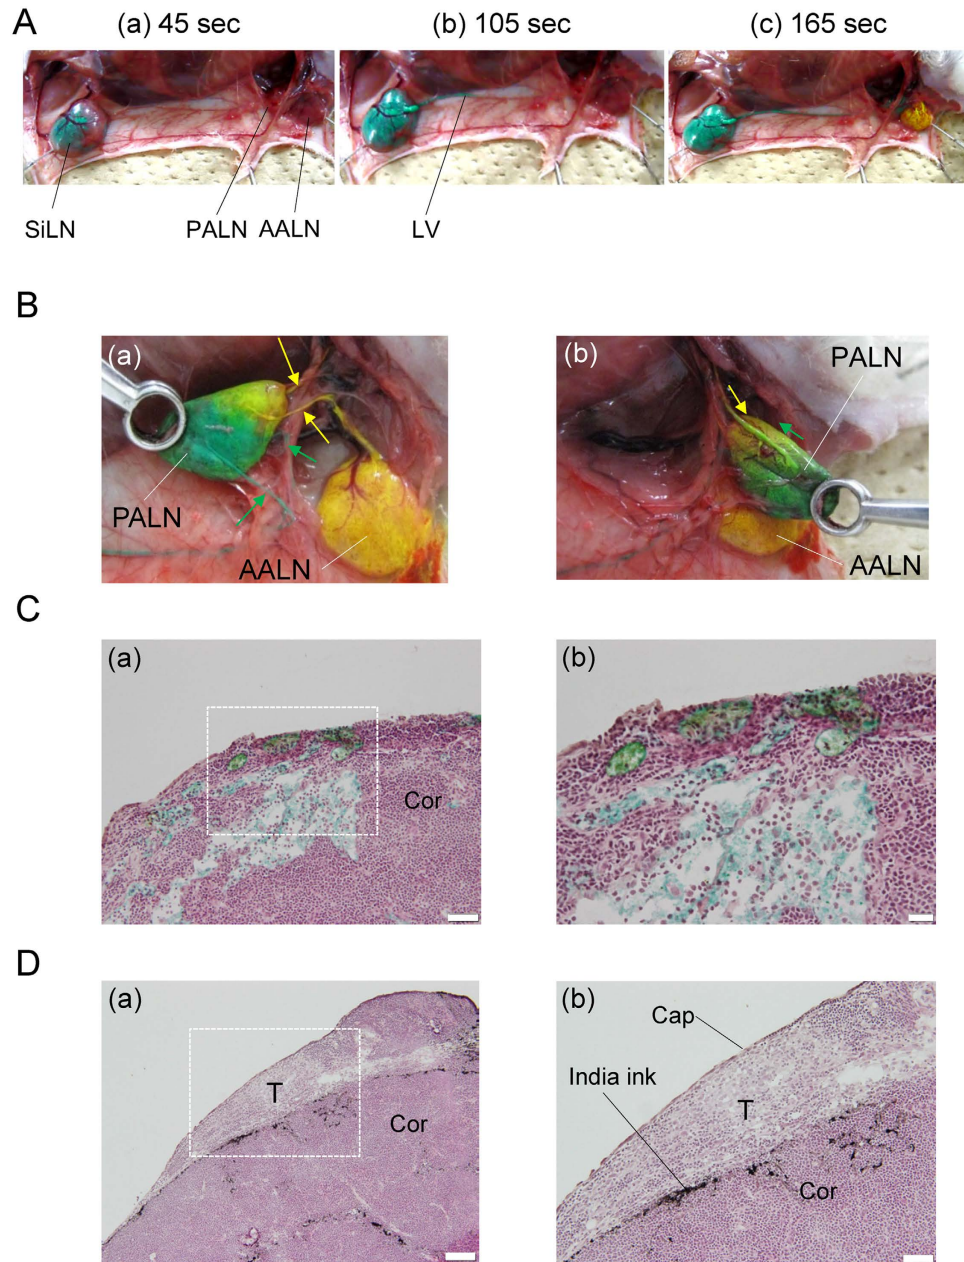 A
(a) 45 sec
(b) 105 sec
(c) 165 sec
SiLN
PALN
AALN
LV
B
(a)
PALN
AALN
(b)
PALN
AALN
C
(a)
Cor
(b)
D
(a)
T
Cor
(b)
Cap
India ink
T
Cor